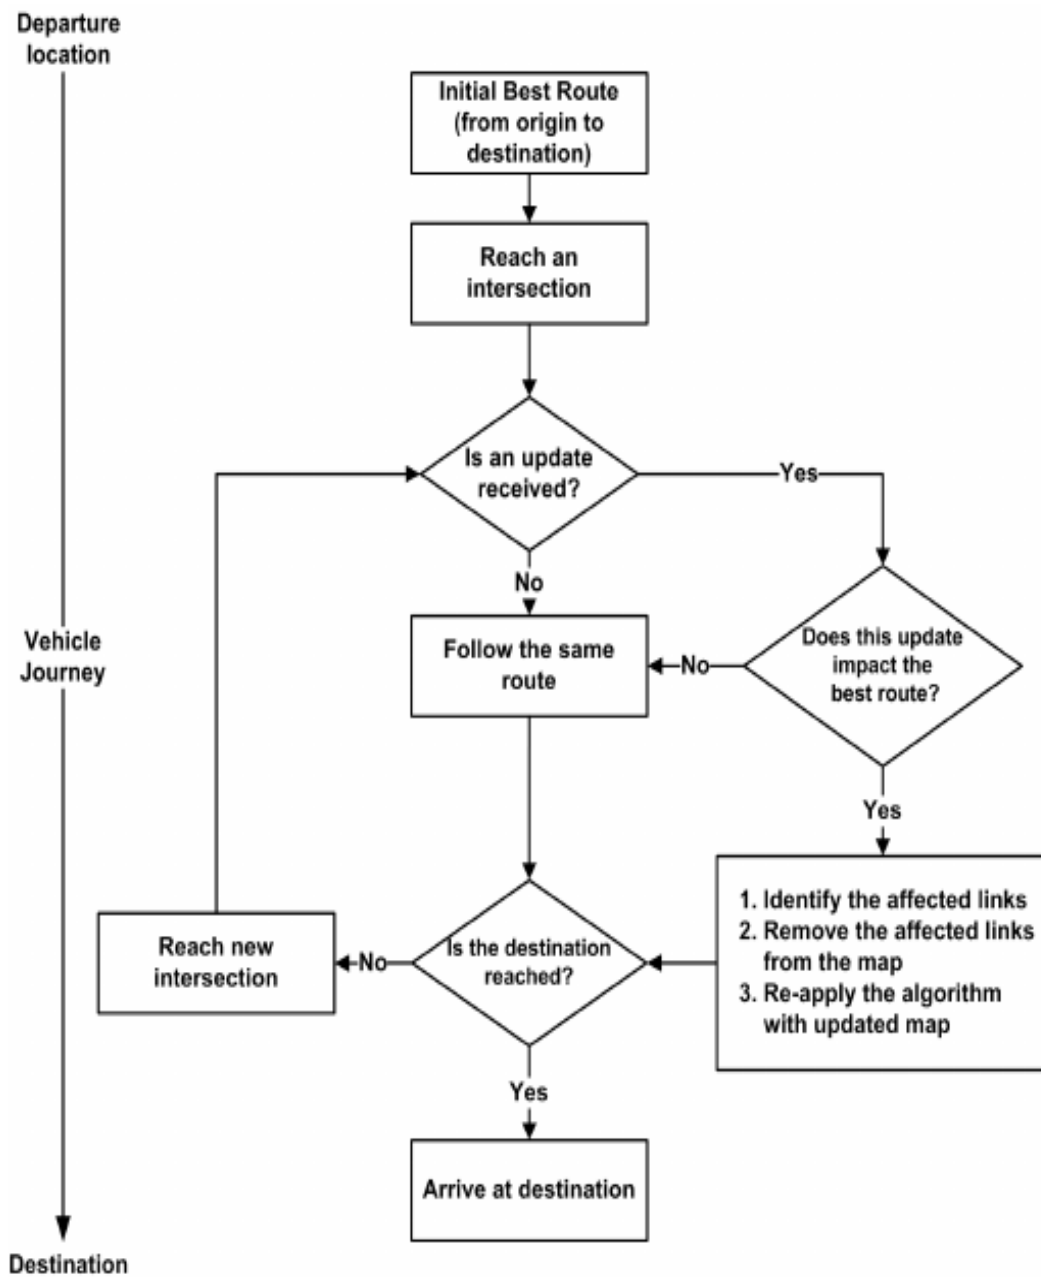 Departure
location
Initial Best Route
(from origin to
destination)
Reach an
intersection
Is an update
received?
Yes
No
Vehicle
Journey
Follow the same
route
No
Does this update
impact the
best route?
Yes
1. Identify the affected links
2. Remove the affected links
from the map
3. Re-apply the algorithm
with updated map
Reach new
intersection
No
Is the destination
reached?
Yes
Arrive at destination
Destination